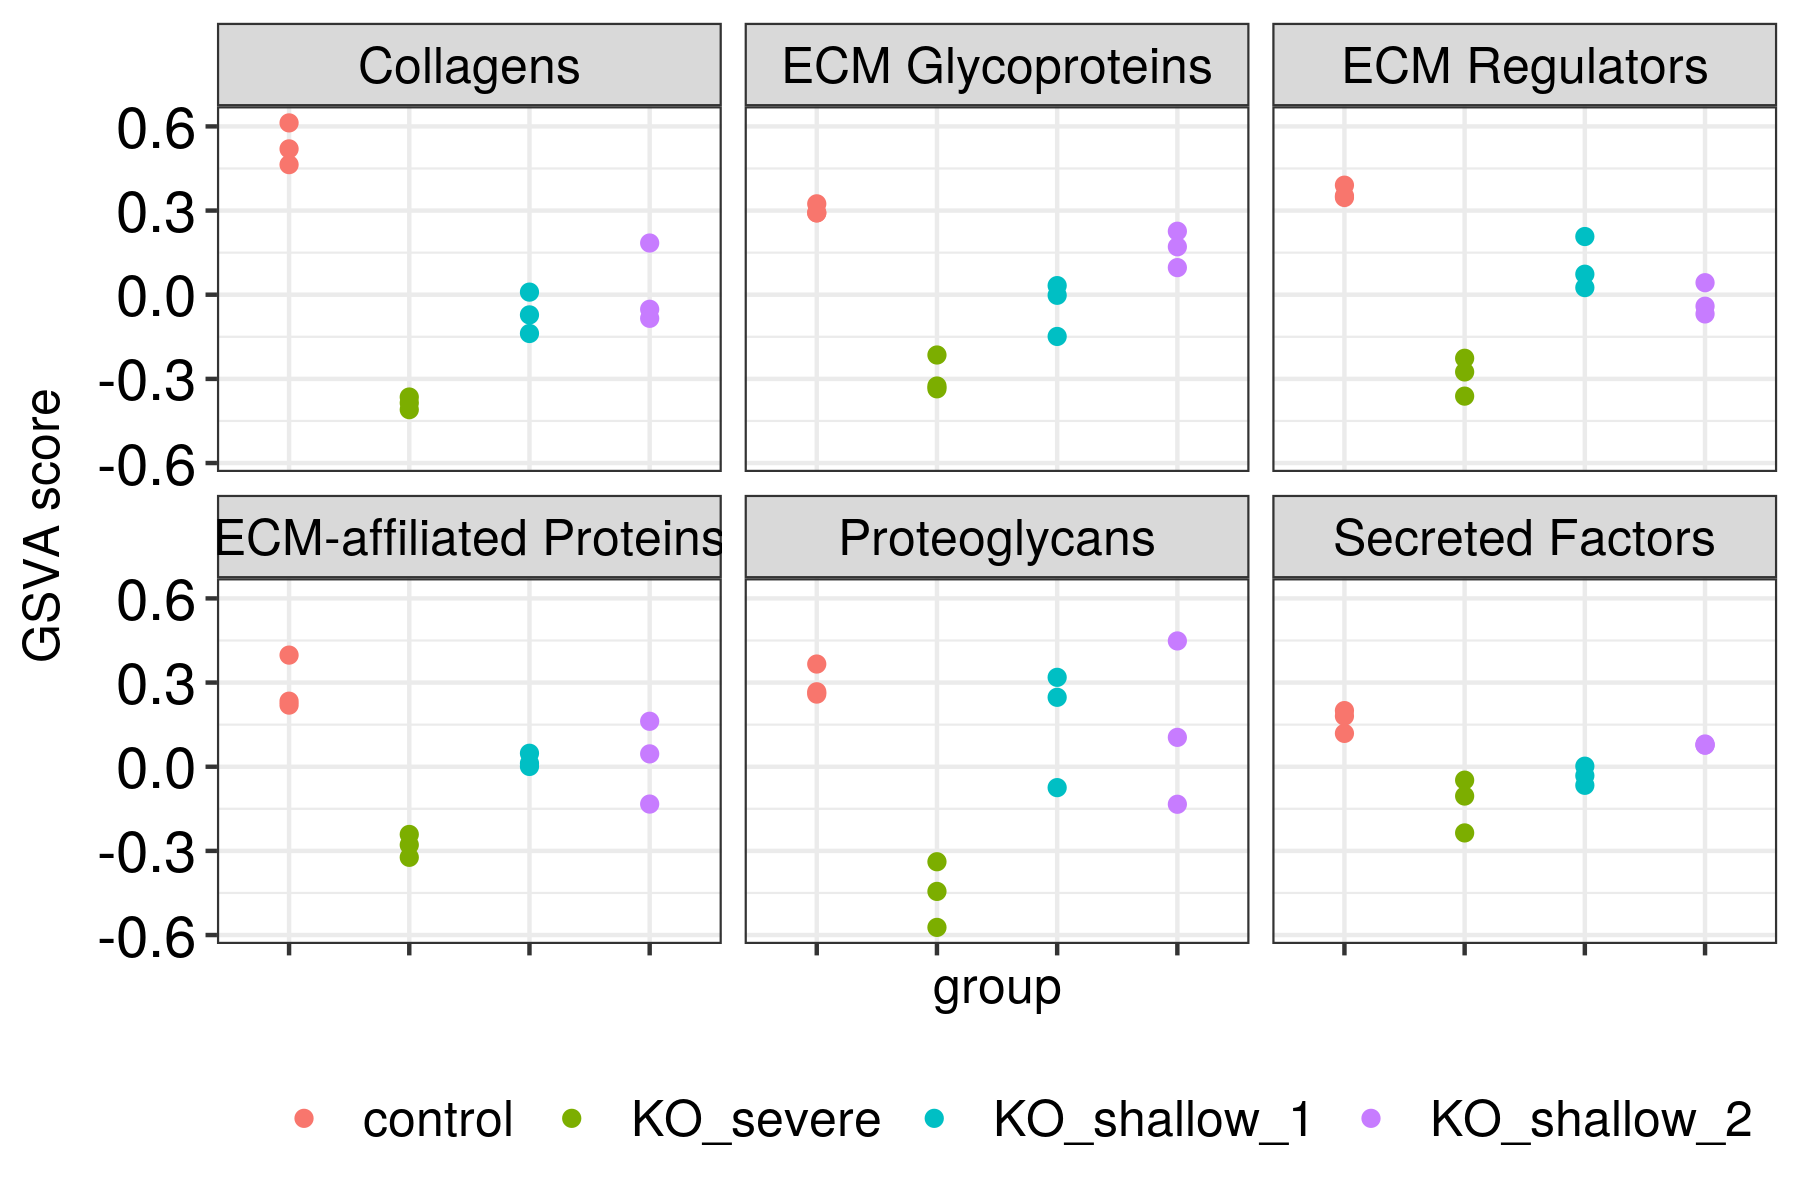 Collagens
ECM Glycoproteins
ECM Regulators
0.6
0.3
0.0
-0.3
-0.6
GSVA score
ECM-affiliated Proteins
Proteoglycans
Secreted Factors
0.6
0.3
0.0
-0.3
-0.6
group
control KO_severe KO_shallow_1 KO_shallow_2